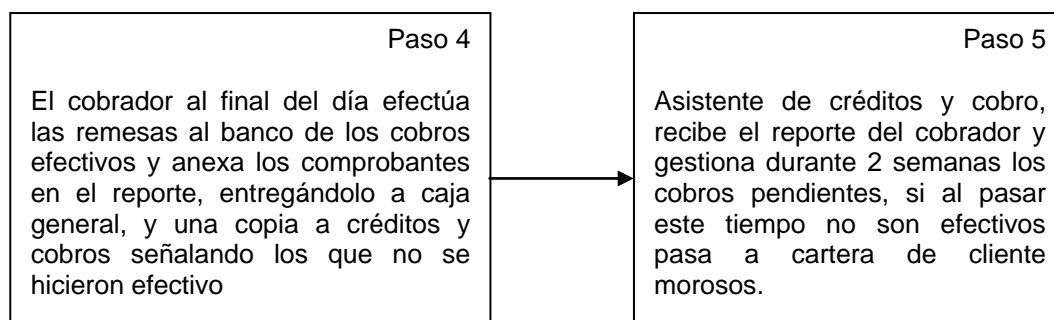 Paso 4
El cobrador al final del día efectúa
las remesas al banco de los cobros
efectivos y anexa los comprobantes
en el reporte, entregándolo a caja
general, y una copia a créditos y
cobros señalando los que no se
hicieron efectivo
Paso 5
Asistente de créditos y cobro,
recibe el reporte del cobrador y
gestiona durante 2 semanas los
cobros pendientes, si al pasar
este tiempo no son efectivos
pasa a cartera de cliente
morosos.